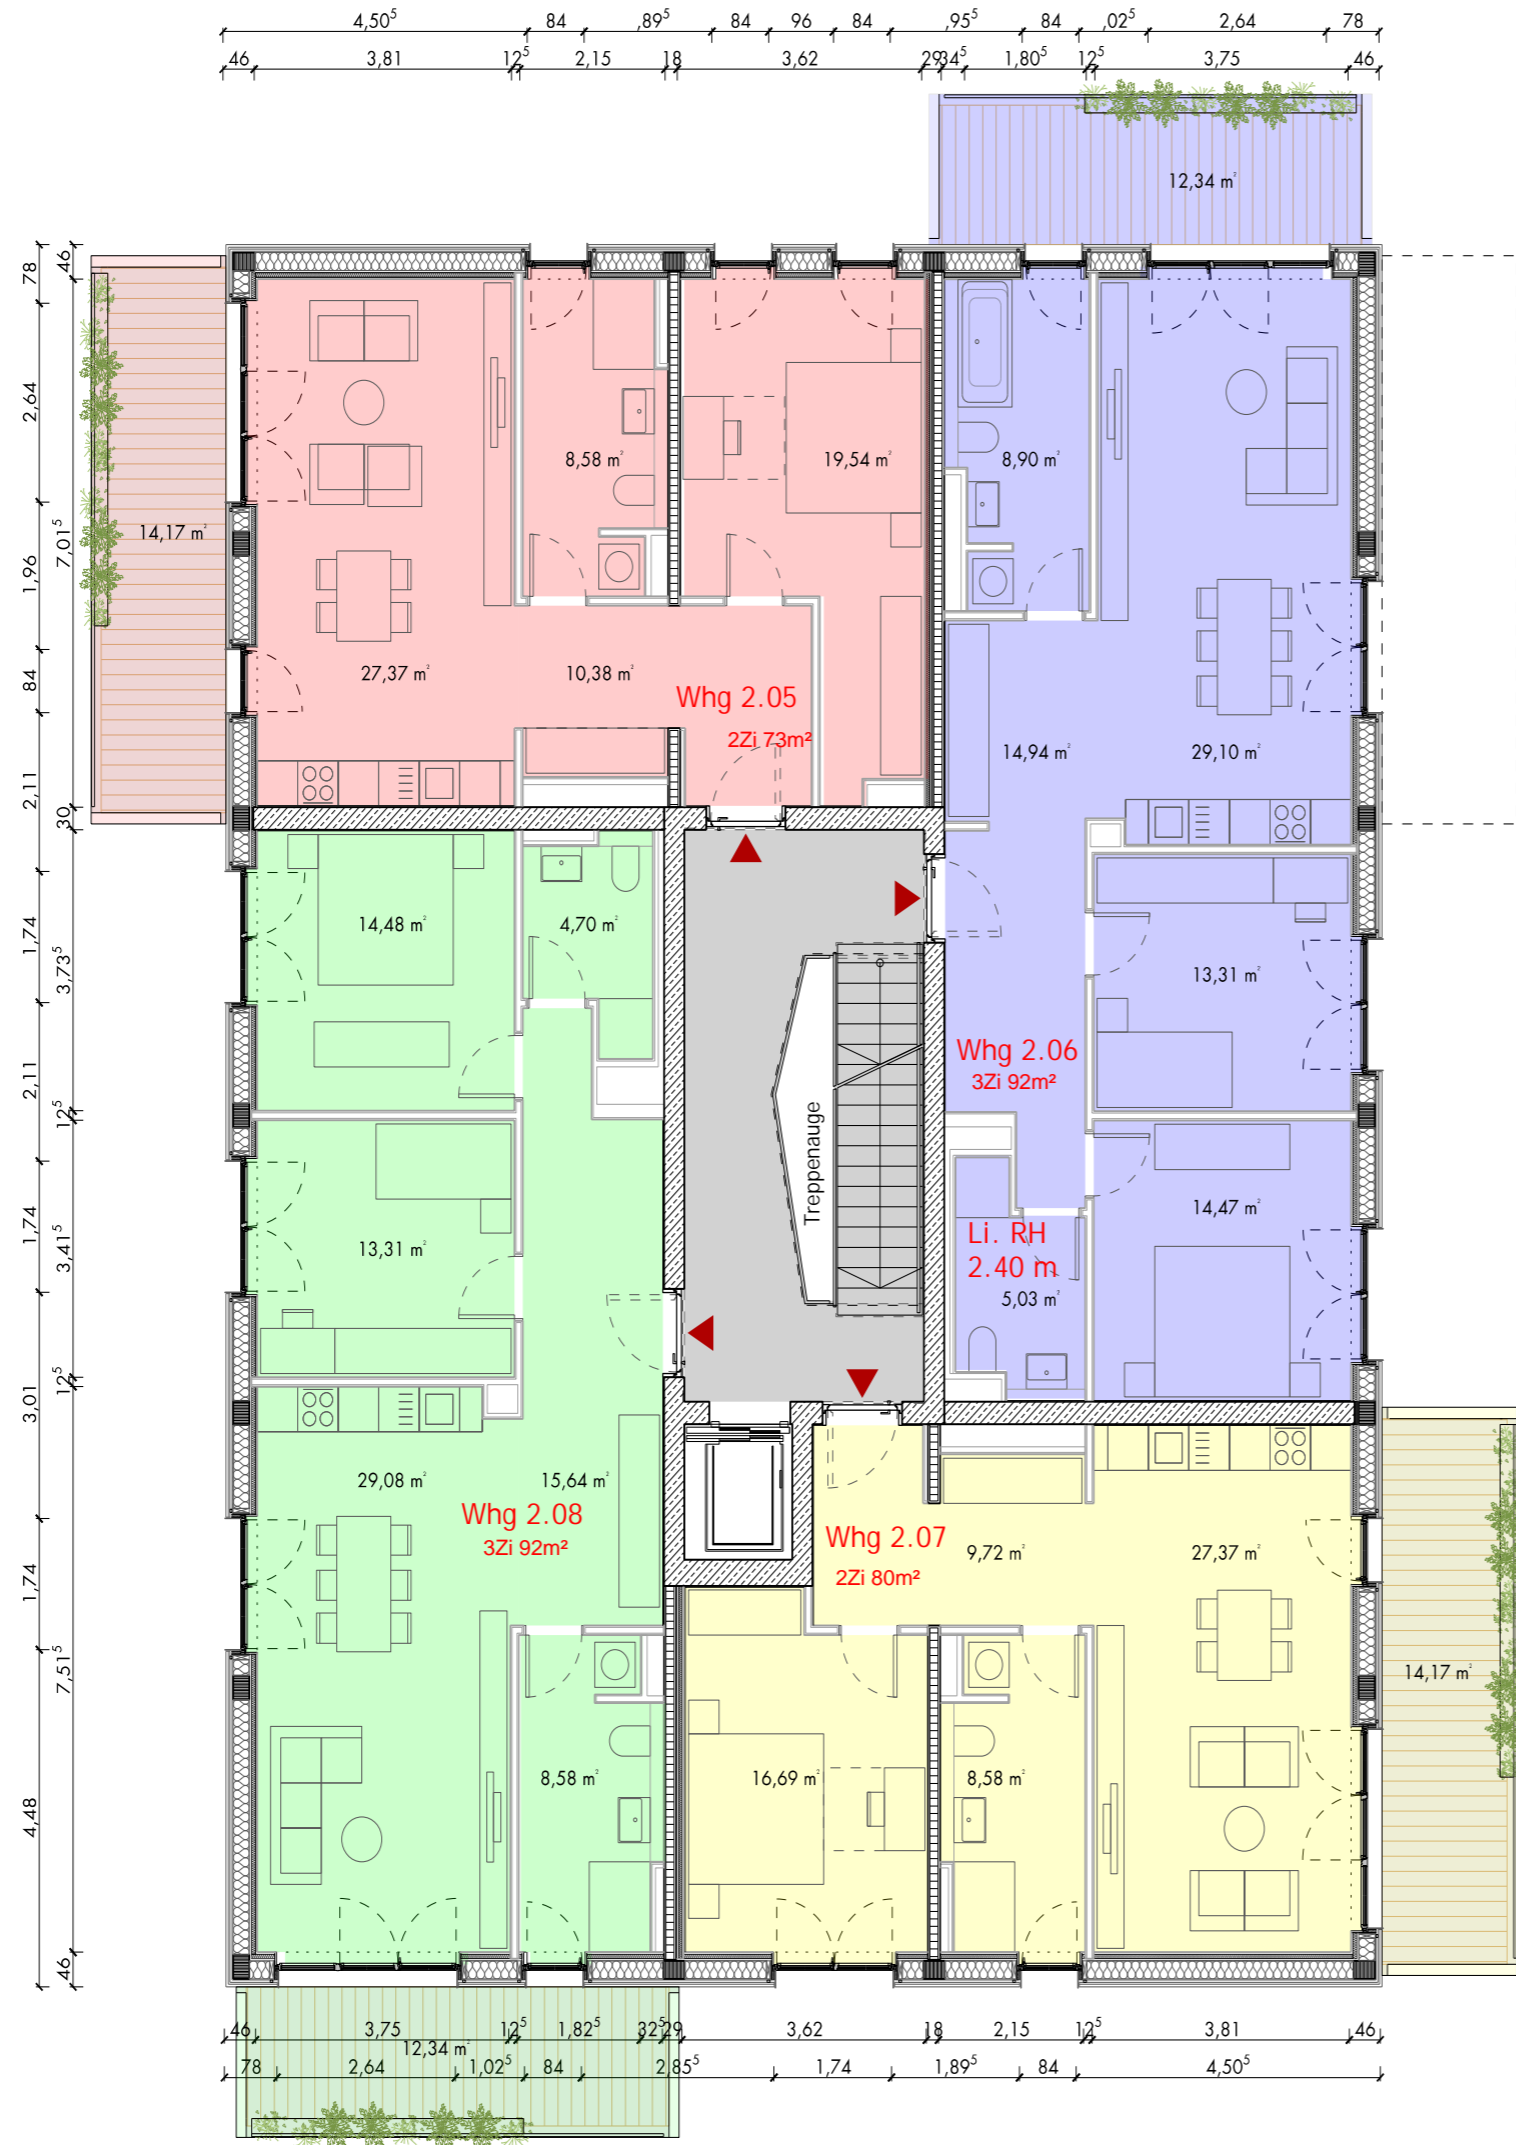 4,50⁵ 84 ,89⁵ 84 96 84 ,95⁵ 84 ,02⁵ 2,64 78
46 3,81 12⁵ 2,15 18 3,62 29 34⁵ 1,80⁵ 12⁵ 3,75 46
12,34 m²
78 2,64 1,96 84 2,11 1,74 2,11 1,74 3,01 1,74 4,48
46 7,01⁵ 30 3,73⁵ 12⁵ 3,41⁵ 12⁵ 7,51⁵ 46
14,17 m²
8,58 m²
19,54 m²
8,90 m²
27,37 m²
10,38 m²
Whg 2.05
2Zi 73m²
14,94 m²
29,10 m²
14,48 m²
4,70 m²
13,31 m²
Whg 2.06
3Zi 92m²
Treppenauge
13,31 m²
14,47 m²
Li. RH
2.40 m
5,03 m²
29,08 m²
15,64 m²
Whg 2.08
3Zi 92m²
Whg 2.07
2Zi 80m²
9,72 m²
27,37 m²
14,17 m²
8,58 m²
16,69 m²
8,58 m²
46 3,75 12⁵ 1,82⁵ 32⁵ 29 3,62 18 2,15 12⁵ 3,81 46
12,34 m²
78 2,64 1,02⁵ 84 2,85⁵ 1,74 1,89⁵ 84 4,50⁵